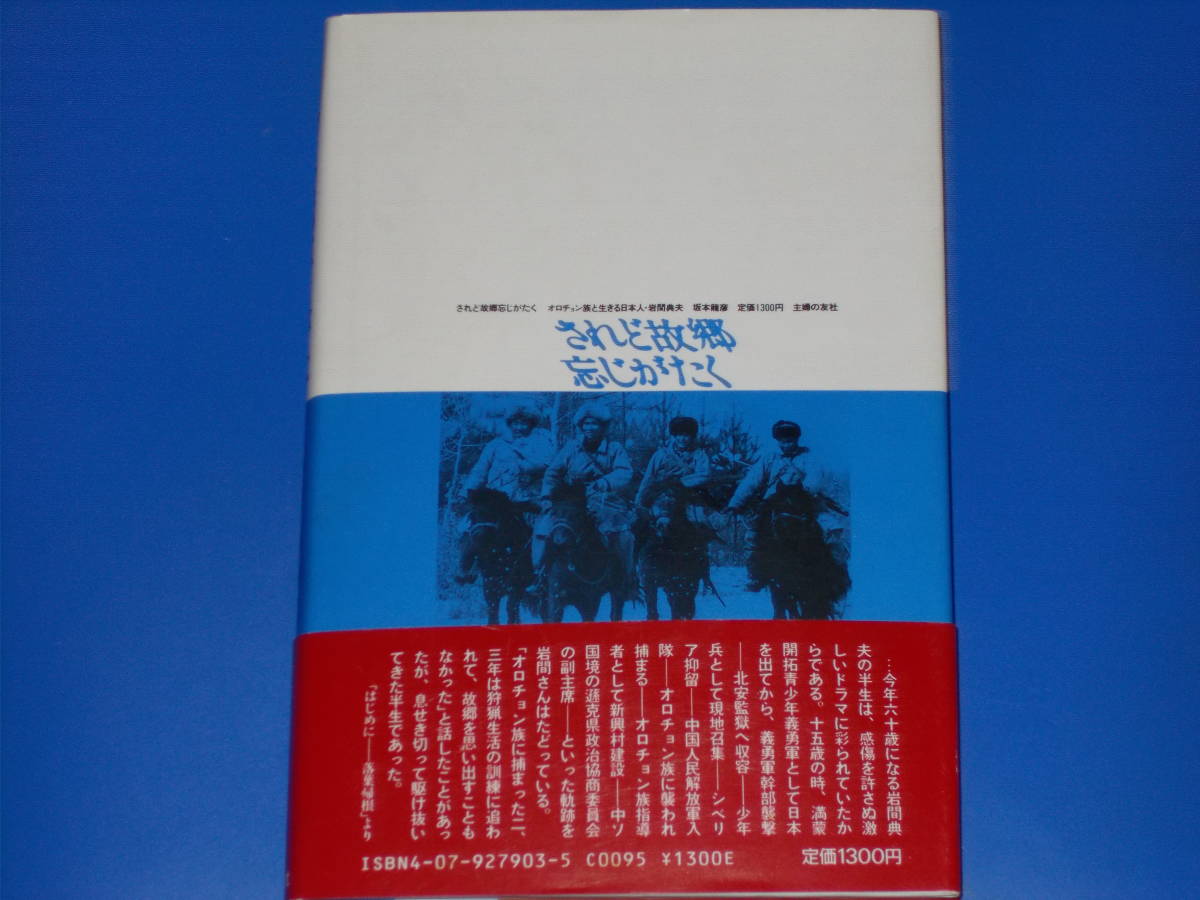 されど故郷忘じがたく オロチョン族と生きる日本人・岩間典夫 坂本龍彦 定価1300円 主婦の友社
されど故郷
忘じがたく
…今年六十歳になる岩間典
夫の半生は、感傷を許さぬ激
しいドラマに彩られていたか
らである。十五歳の時、満蒙
開拓青少年義勇軍として日本
を出てから、義勇軍幹部襲撃
――北安監獄へ収容――少年
兵として現地召集――シベリ
ア抑留――中国人民解放軍入
隊――オロチョン族に襲われ
捕まる――オロチョン族指導
者として新興村建設――中ソ
国境の遜克県政治協商委員会
の副主席――といった軌跡を
岩間さんはたどっている。
「オロチョン族に捕まった二、
三年は狩猟生活の訓練に追わ
れて、故郷を思い出すことも
なかった」と話したことがあっ
たが、息せき切って駆け抜い
てきた半生であった。
「はじめに――落葉帰根」より
ISBN4-07-927903-5 C0095 ¥1300E 定価1300円